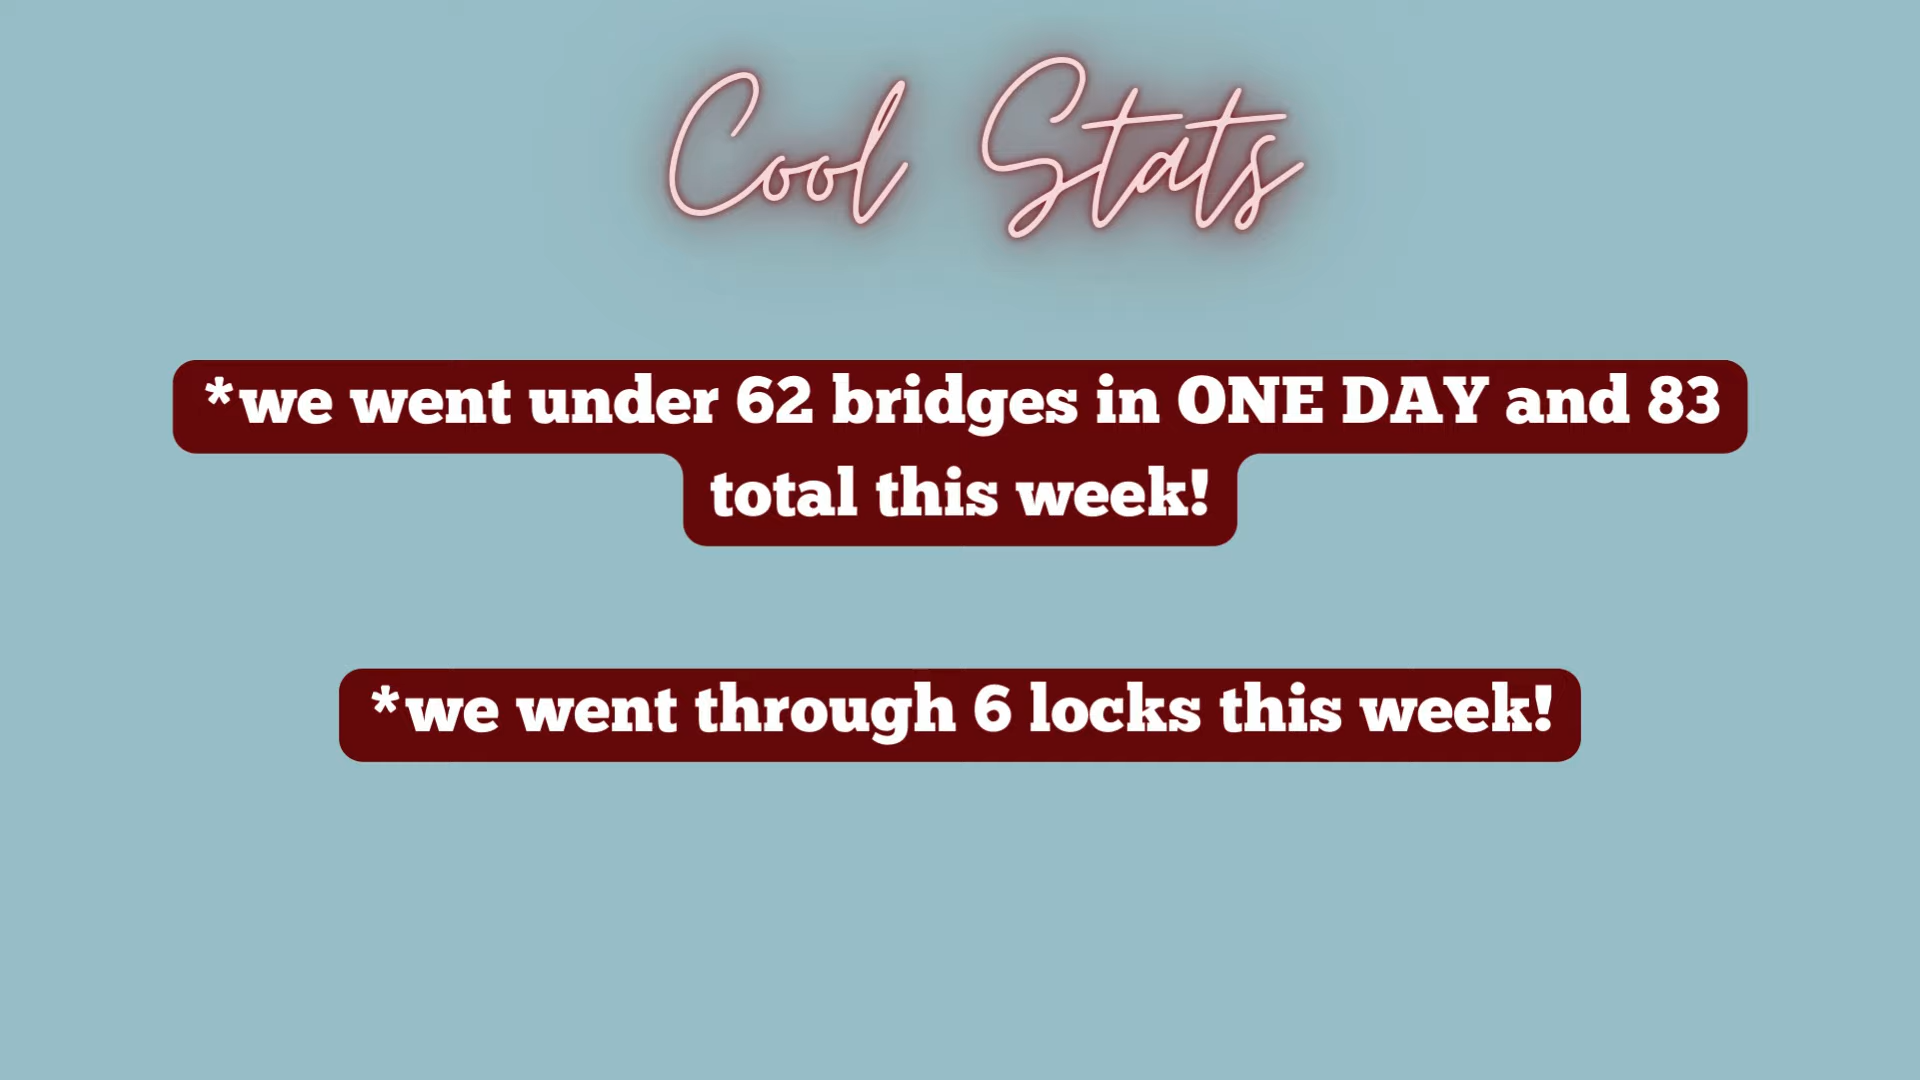 Cool Stats
*we went under 62 bridges in ONE DAY and 83
total this week!
*we went through 6 locks this week!